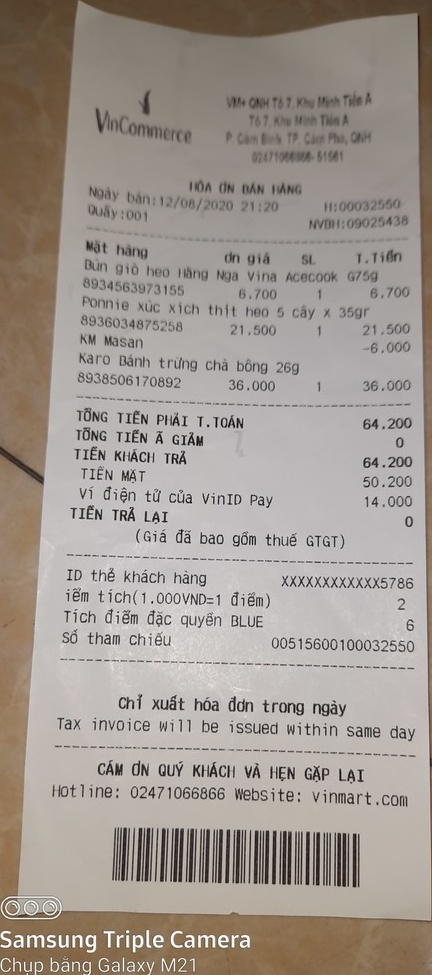 VinCommerce
VM+ QNH Tổ 7, Khu Minh Tiến A
Tổ 7, Khu Minh Tiến A
P. Cẩm Bình, TP. Cẩm Phả, QNH
02471066866-51561
HÓA ƠN BÁN HÀNG
Ngày bán:12/08/2020 21:20 H:00032550
Quầy:001 NVBH:09025438
Mặt hàng ơn giá SL T.Tiền
Bún giò heo Hằng Nga Vina Acecook G75g
8934563973155 6.700 1 6.700
Ponnie xúc xích thịt heo 5 cây x 35gr
8936034875258 21.500 1 21.500
KM Masan -6.000
Karo Bánh trứng chà bông 26g
8938506170892 36.000 1 36.000
TỔNG TIỀN PHẢI T.TOÁN 64.200
TỔNG TIỀN Ã GIẢM 0
TIỀN KHÁCH TRẢ 64.200
TIỀN MẶT 50.200
Ví điện tử của VinID Pay 14.000
TIỀN TRẢ LẠI 0
(Giá đã bao gồm thuế GTGT)
ID thẻ khách hàng XXXXXXXXXXXX5786
iểm tích(1.000VND=1 điểm) 2
Tích điểm đặc quyền BLUE 6
Số tham chiếu 00515600100032550
Chỉ xuất hóa đơn trong ngày
Tax invoice will be issued within same day
CẢM ƠN QUÝ KHÁCH VÀ HẸN GẶP LẠI
Hotline: 02471066866 Website: vinmart.com
Samsung Triple Camera
Chụp bằng Galaxy M21